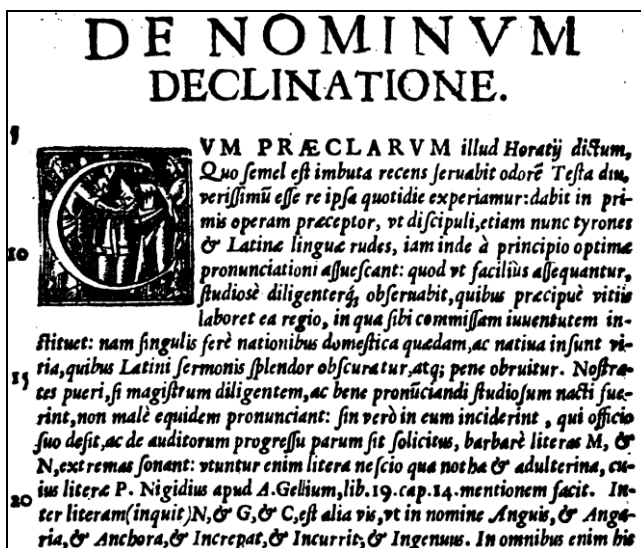 DE NOMINVM
DECLINATIONE.
5
CVM PRÆCLARVM illud Horatij dictum,
Quo semel est imbuta recens seruabit odorē Testa diu,
verißimū esse re ipsa quotidie experiamur: dabit in pri-
mis operam præceptor, vt discipuli, etiam nunc tyrones
10 & Latinæ linguæ rudes, iam inde à principio optimæ
pronunciationi assuescant: quod vt faciliùs assequantur,
studiosè diligenterq; obseruabit, quibus præcipuè vitiis
laboret ea regio, in qua sibi commissam iuuentutem in-
stituet: nam singulis ferè nationibus domestica quædam, ac natiua insunt vi-
15 tia, quibus Latini sermonis splendor obscuratur, atq; pene obruitur. Nostra-
tes pueri, si magistrum diligentem, ac bene pronūciandi studiosum nacti fue-
rint, non malè equidem pronunciant: sin verò in eum inciderint, qui officio
suo desit, ac de auditorum progressu parum sit solicitus, barbarè literas M, &
N, extremas sonant: vtuntur enim litera nescio qua notha & adulterina, cu-
20 ius literæ P. Nigidius apud A. Gellium, lib. 19. cap. 14. mentionem facit. In-
ter literam (inquit) N, & G, & C, est alia vis, vt in nomine Anguis, & Anga-
ria, & Anchora, & Increpat, & Incurrit, & Ingenuus. In omnibus enim his